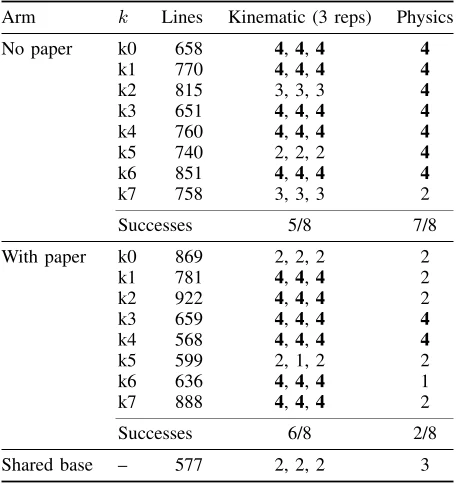 Arm k Lines Kinematic (3 reps) Physics
No paper k0 658 4, 4, 4 4
k1 770 4, 4, 4 4
k2 815 3, 3, 3 4
k3 651 4, 4, 4 4
k4 760 4, 4, 4 4
k5 740 2, 2, 2 4
k6 851 4, 4, 4 4
k7 758 3, 3, 3 2
Successes 5/8 7/8
With paper k0 869 2, 2, 2 2
k1 781 4, 4, 4 2
k2 922 4, 4, 4 2
k3 659 4, 4, 4 4
k4 568 4, 4, 4 4
k5 599 2, 1, 2 2
k6 636 4, 4, 4 1
k7 888 4, 4, 4 2
Successes 6/8 2/8
Shared base – 577 2, 2, 2 3